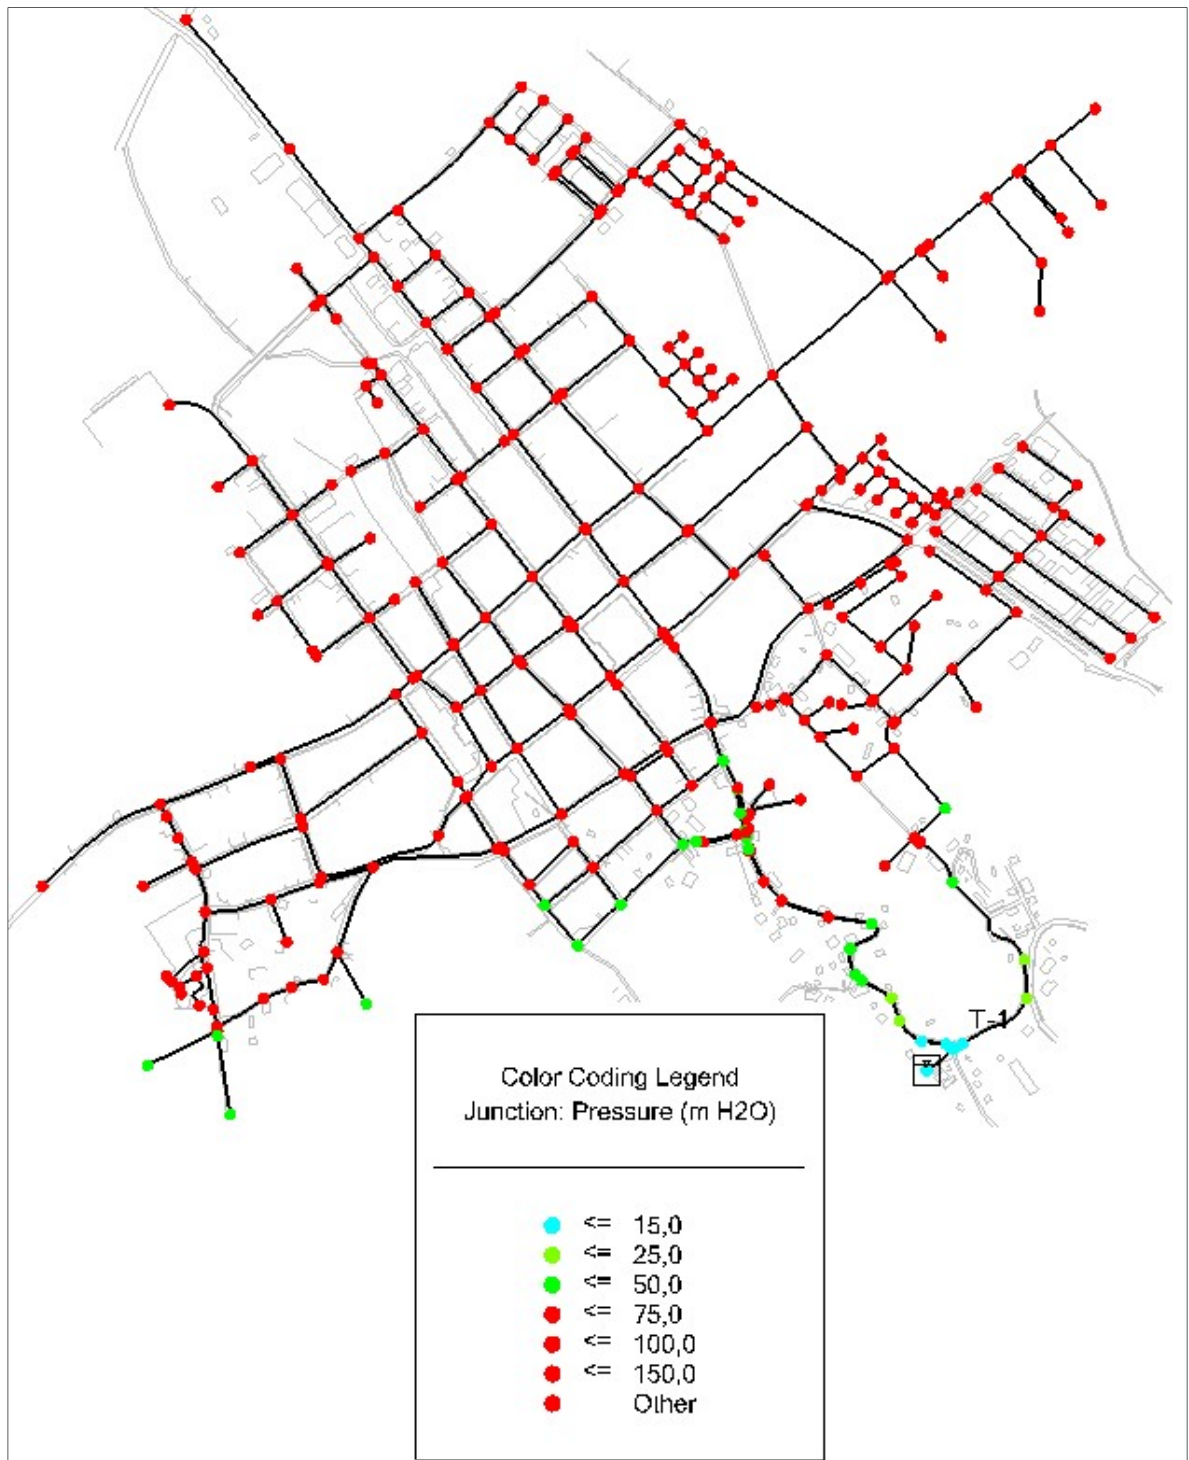 T-1
Color Coding Legend
Junction: Pressure (m H2O)
<= 15,0
<= 25,0
<= 50,0
<= 75,0
<= 100,0
<= 150,0
Other